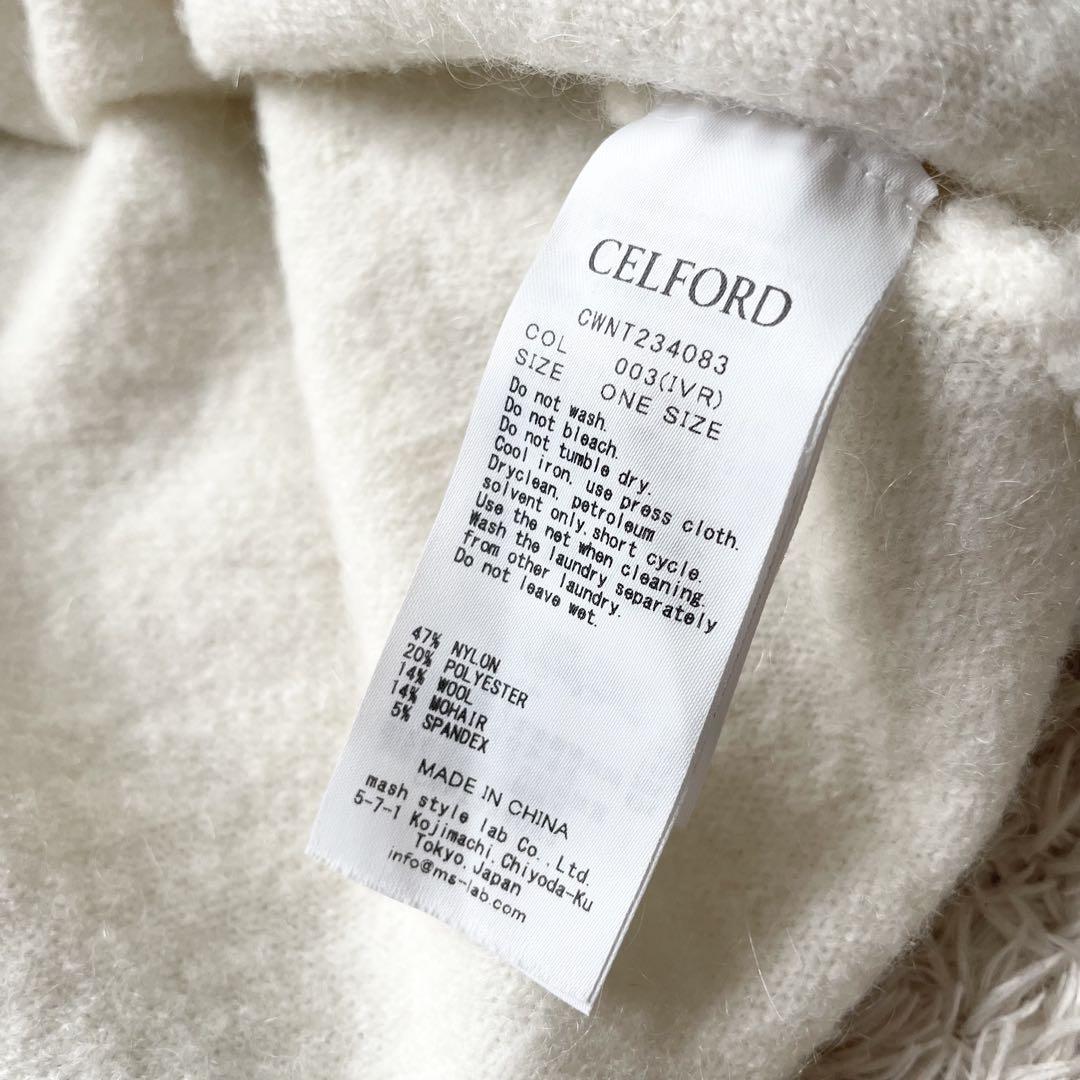 CELFORD
CWNT234083
COL 003(IVR)
SIZE ONE SIZE
Do not wash.
Do not bleach.
Do not tumble dry.
Cool iron, use press cloth.
Dryclean, petroleum
solvent only,short cycle.
Use the net when cleaning.
Wash the laundry separately
from other laundry.
Do not leave wet.
47% NYLON
20% POLYESTER
14% WOOL
14% MOHAIR
5% SPANDEX
MADE IN CHINA
mash style lab Co.,Ltd.
5-7-1 Kojimachi,Chiyoda-Ku
Tokyo,Japan
info@ms-lab.com